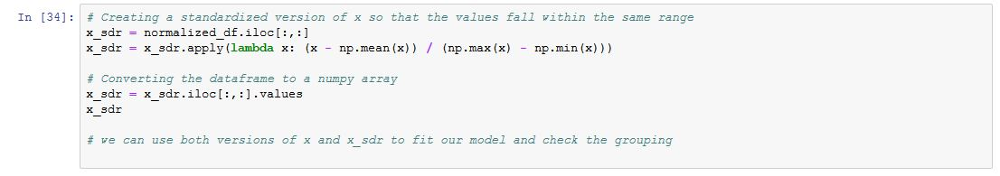 In [34]: # Creating a standardized version of x so that the values fall within the same range
x_sdr = normalized_df.iloc[:,:]
x_sdr = x_sdr.apply(lambda x: (x - np.mean(x)) / (np.max(x) - np.min(x)))
# Converting the dataframe to a numpy array
x_sdr = x_sdr.iloc[:,:].values
x_sdr
# we can use both versions of x and x_sdr to fit our model and check the grouping